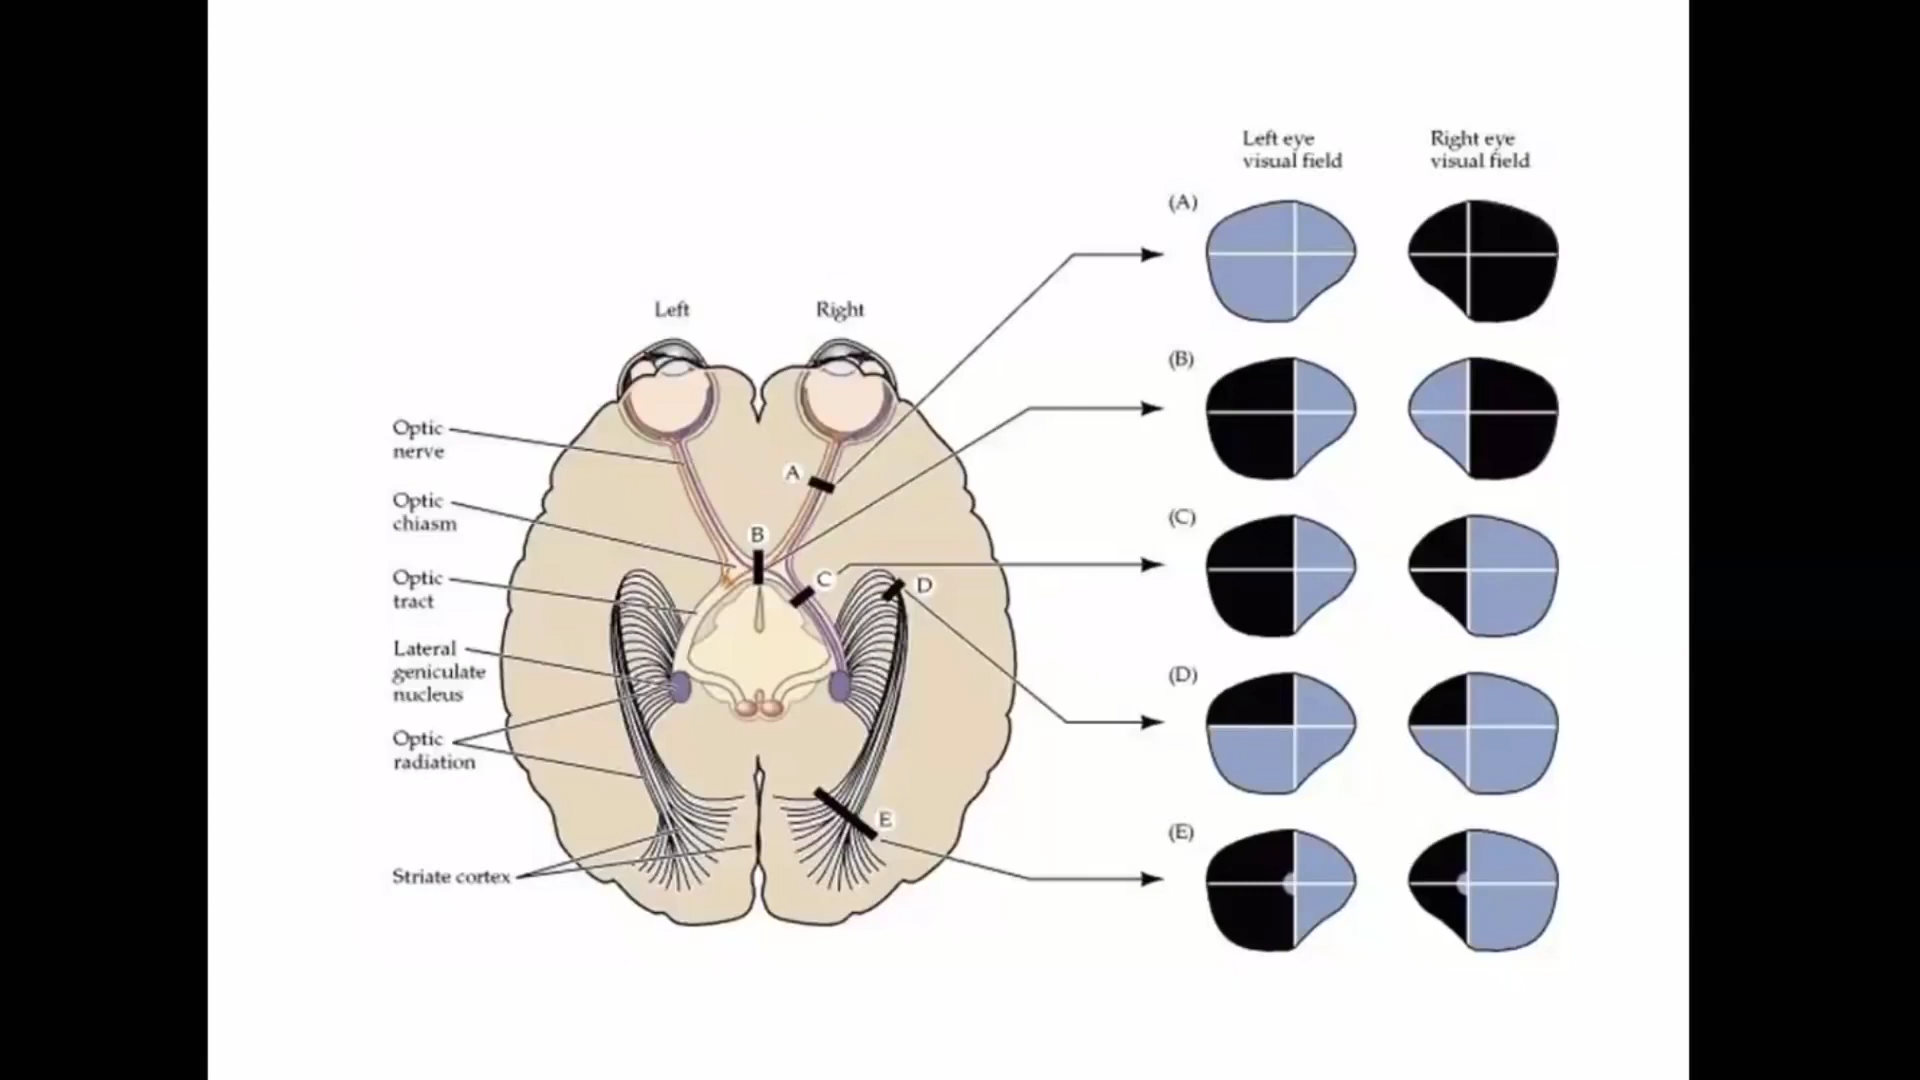 Left eye
visual field
Right eye
visual field
(A)
(B)
(C)
(D)
(E)
Left
Right
Optic
nerve
Optic
chiasm
Optic
tract
Lateral
geniculate
nucleus
Optic
radiation
Striate cortex
A
B
C
D
E